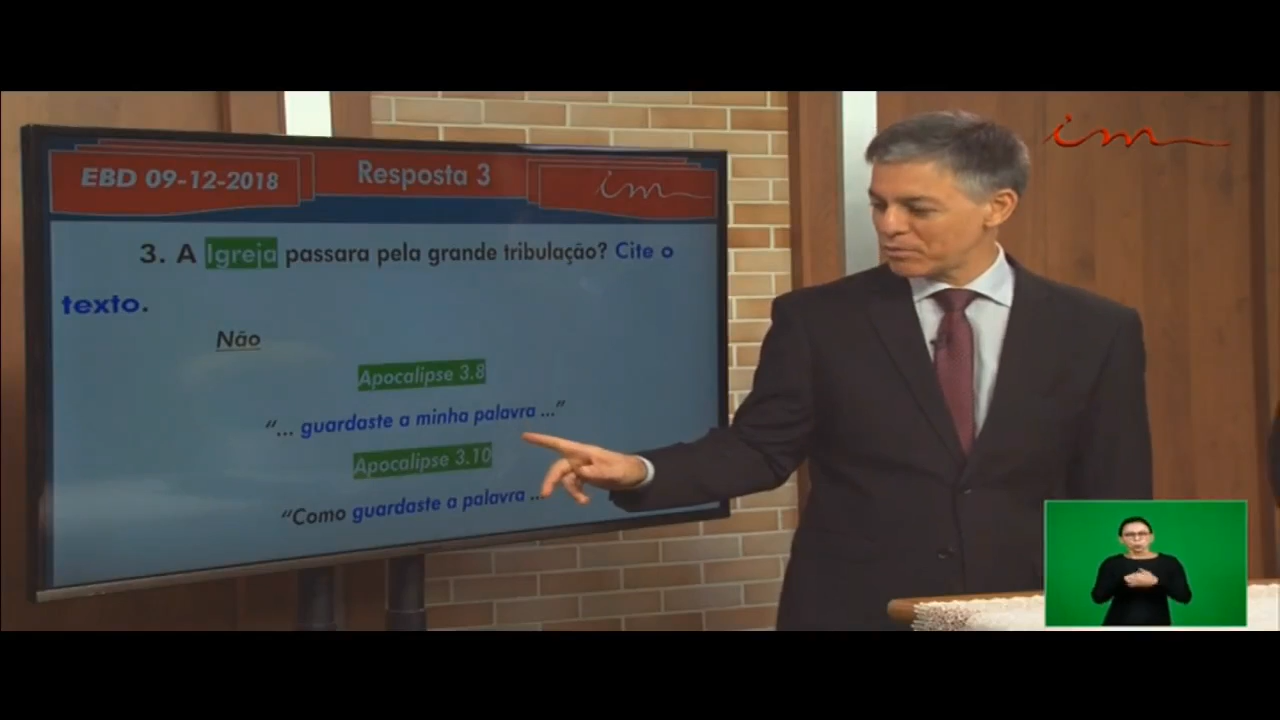 im
EBD 09-12-2018
Resposta 3
im
3. A Igreja passara pela grande tribulação? Cite o
texto.
Não
Apocalipse 3.8
“... guardaste a minha palavra ...”
Apocalipse 3.10
“Como guardaste a palavra ...